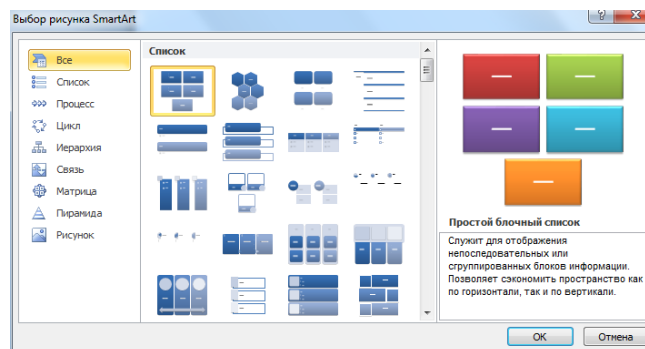 Выбор рисунка SmartArt
Все
Список
Процесс
Цикл
Иерархия
Связь
Матрица
Пирамида
Рисунок
Список
Простой блочный список
Служит для отображения
непоследовательных или
сгруппированных блоков информации.
Позволяет сэкономить пространство как
по горизонтали, так и по вертикали.
ОК
Отмена